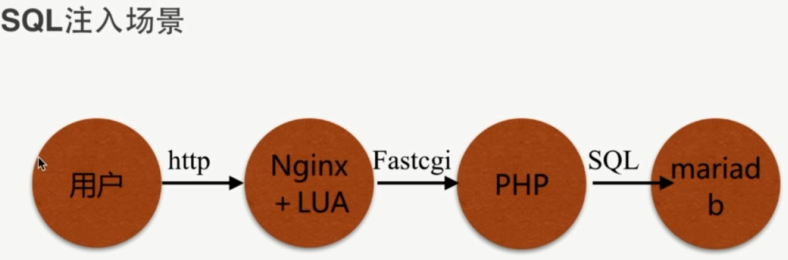 SQL注入场景
用户
http
Nginx
+ LUA
Fastcgi
PHP
SQL
mariad
b